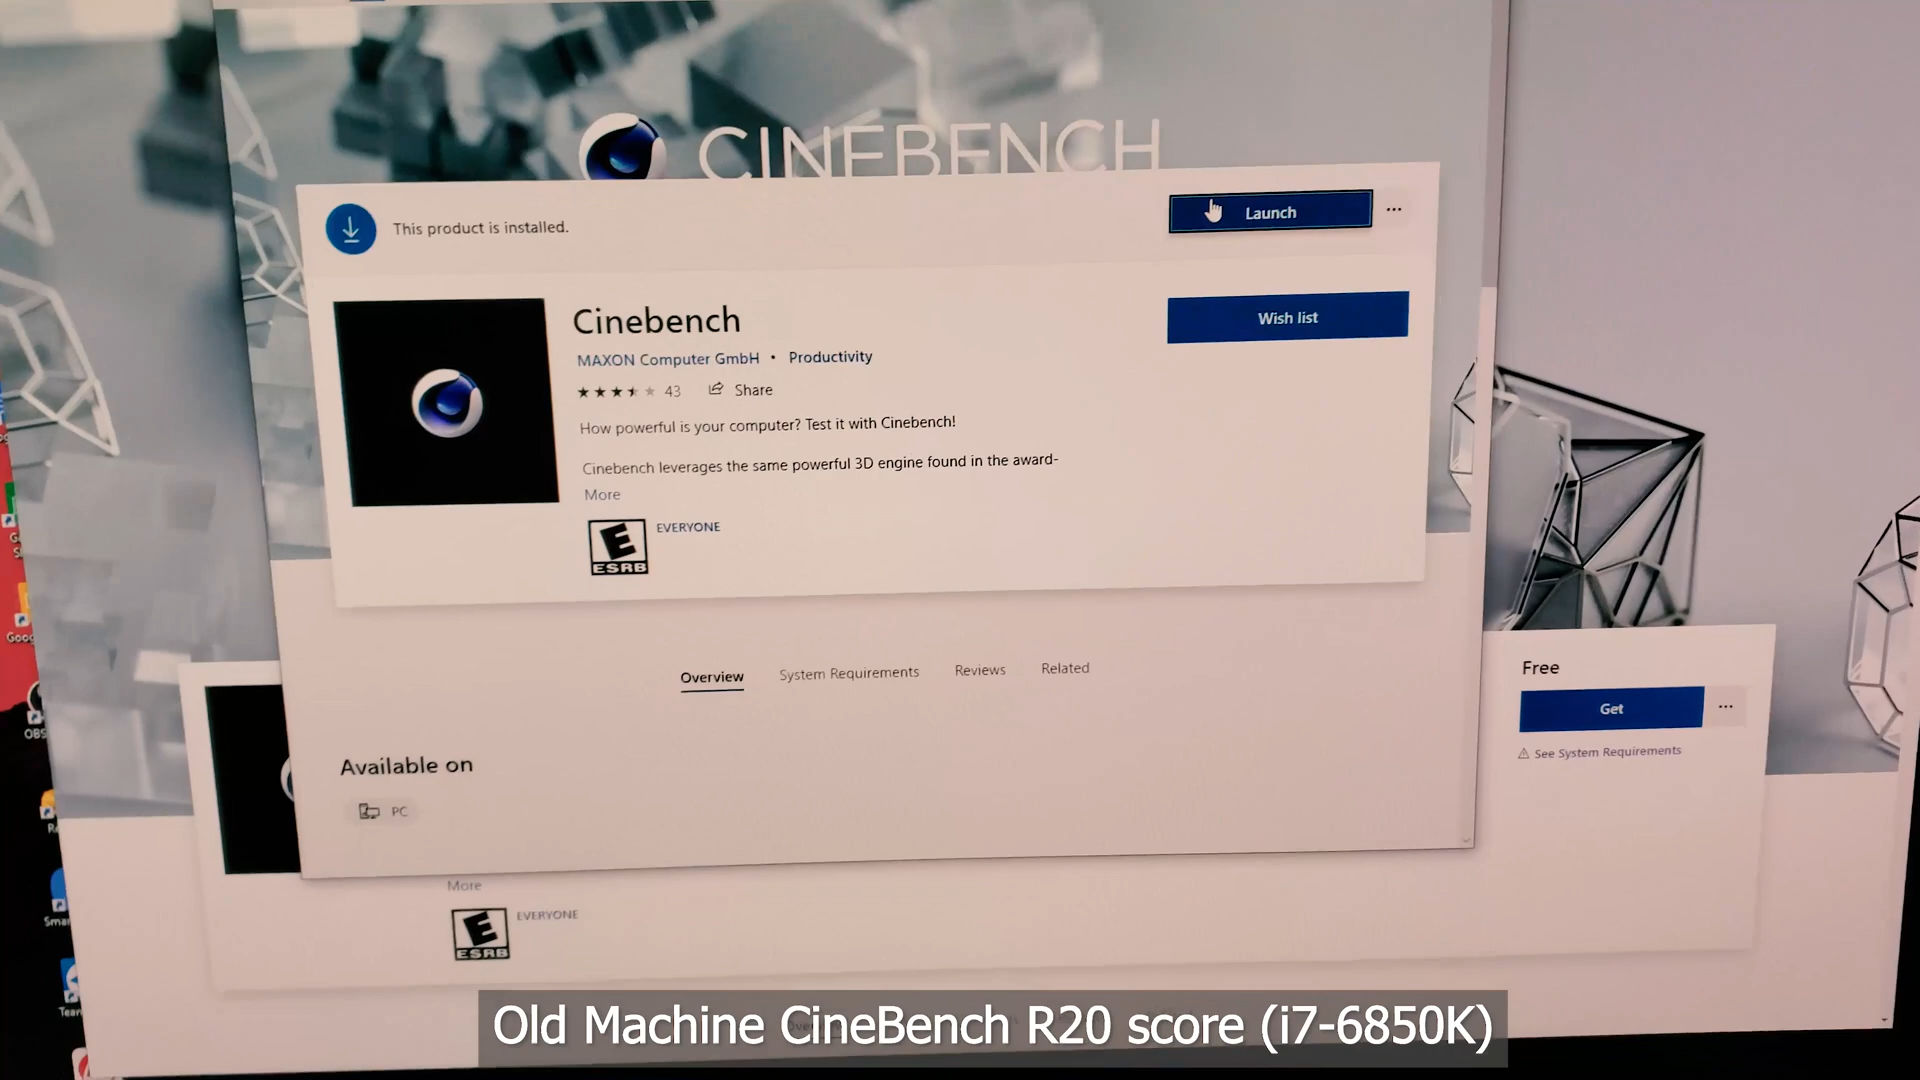 CINEBENCH
This product is installed.
Launch
Cinebench
Wish list
MAXON Computer GmbH • Productivity
43 Share
How powerful is your computer? Test it with Cinebench!
Cinebench leverages the same powerful 3D engine found in the award-
More
E
ESRB
EVERYONE
Overview System Requirements Reviews Related
Free
Get
See System Requirements
Available on
PC
More
E
ESRB
EVERYONE
OBS
Old Machine CineBench R20 score (i7-6850K)